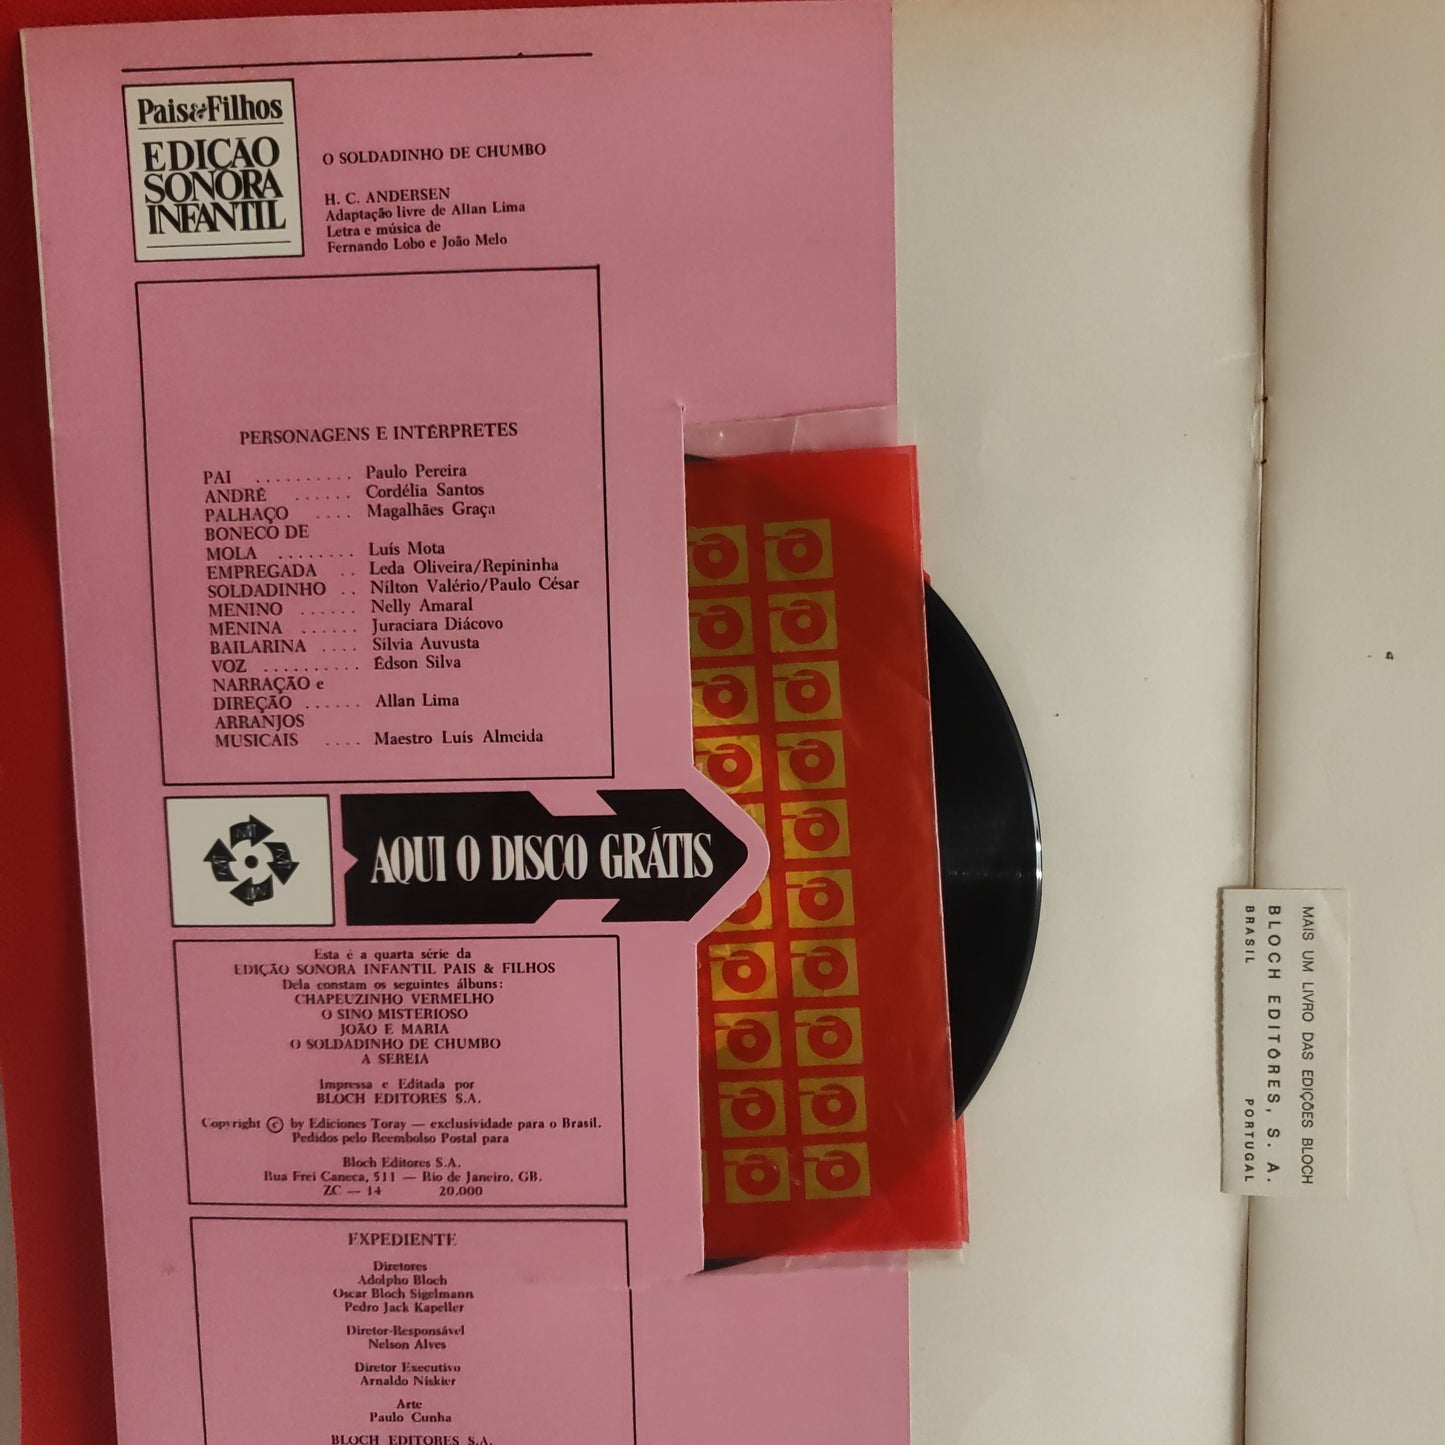 Pais&Filhos
EDIÇÃO
SONORA
INFANTIL
O SOLDADINHO DE CHUMBO
H. C. ANDERSEN
Adaptação livre de Allan Lima
Letra e música de
Fernando Lobo e João Melo
PERSONAGENS E INTÉRPRETES
PAI .......... Paulo Pereira
ANDRÉ ...... Cordélia Santos
PALHAÇO .... Magalhães Graça
BONECO DE
MOLA ........ Luís Mota
EMPREGADA .. Leda Oliveira/Repininha
SOLDADINHO .. Nílton Valério/Paulo César
MENINO ...... Nelly Amaral
MENINA ...... Juraciara Diácovo
BAILARINA .... Sílvia Auvusta
VOZ .......... Édson Silva
NARRAÇÃO e
DIREÇÃO ...... Allan Lima
ARRANJOS
MUSICAIS .... Maestro Luís Almeida
AQUI O DISCO GRÁTIS
Esta é a quarta série da
EDIÇÃO SONORA INFANTIL PAIS & FILHOS
Dela constam os seguintes álbuns:
CHAPEUZINHO VERMELHO
O SINO MISTERIOSO
JOÃO E MARIA
O SOLDADINHO DE CHUMBO
A SEREIA
Impressa e Editada por
BLOCH EDITORES S.A.
Copyright © by Ediciones Toray — exclusividade para o Brasil.
Pedidos pelo Reembolso Postal para
Bloch Editores S.A.
Rua Frei Caneca, 511 — Rio de Janeiro, GB.
ZC — 14 20.000
EXPEDIENTE
Diretores
Adolpho Bloch
Oscar Bloch Sigelmann
Pedro Jack Kapeller
Diretor-Responsável
Nelson Alves
Diretor Executivo
Arnaldo Niskier
Arte
Paulo Cunha
BLOCH EDITORES S.A.
MAIS UM LIVRO DAS EDIÇÕES BLOCH
BLOCH EDITÔRES, S. A.
BRASIL PORTUGAL